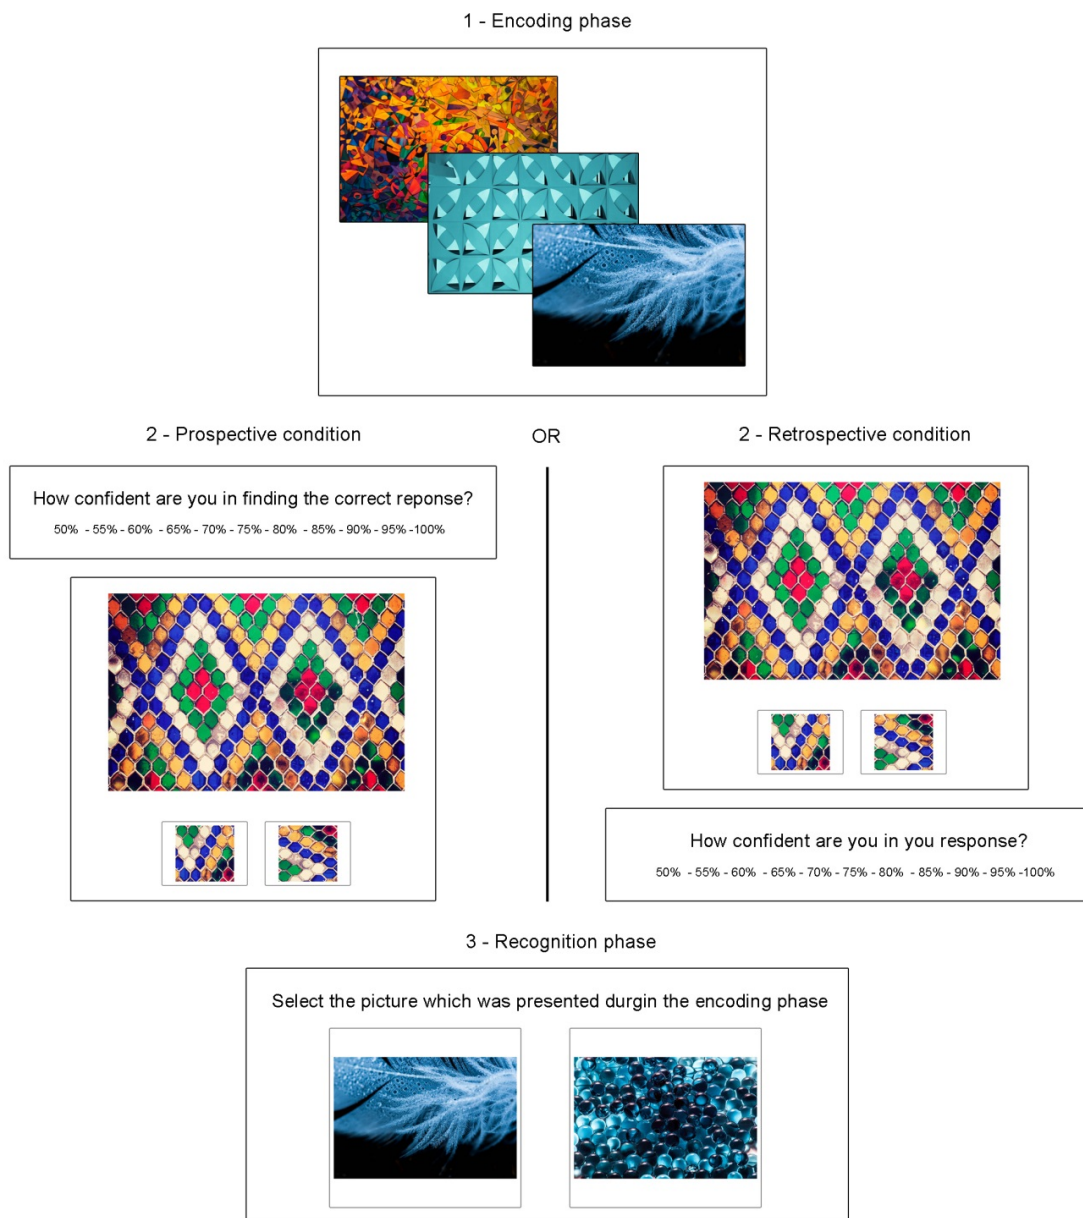 1 - Encoding phase
2 - Prospective condition
OR
2 - Retrospective condition
How confident are you in finding the correct reponse?
50% - 55% - 60% - 65% - 70% - 75% - 80% - 85% - 90% - 95% -100%
How confident are you in you response?
50% - 55% - 60% - 65% - 70% - 75% - 80% - 85% - 90% - 95% -100%
3 - Recognition phase
Select the picture which was presented durgin the encoding phase